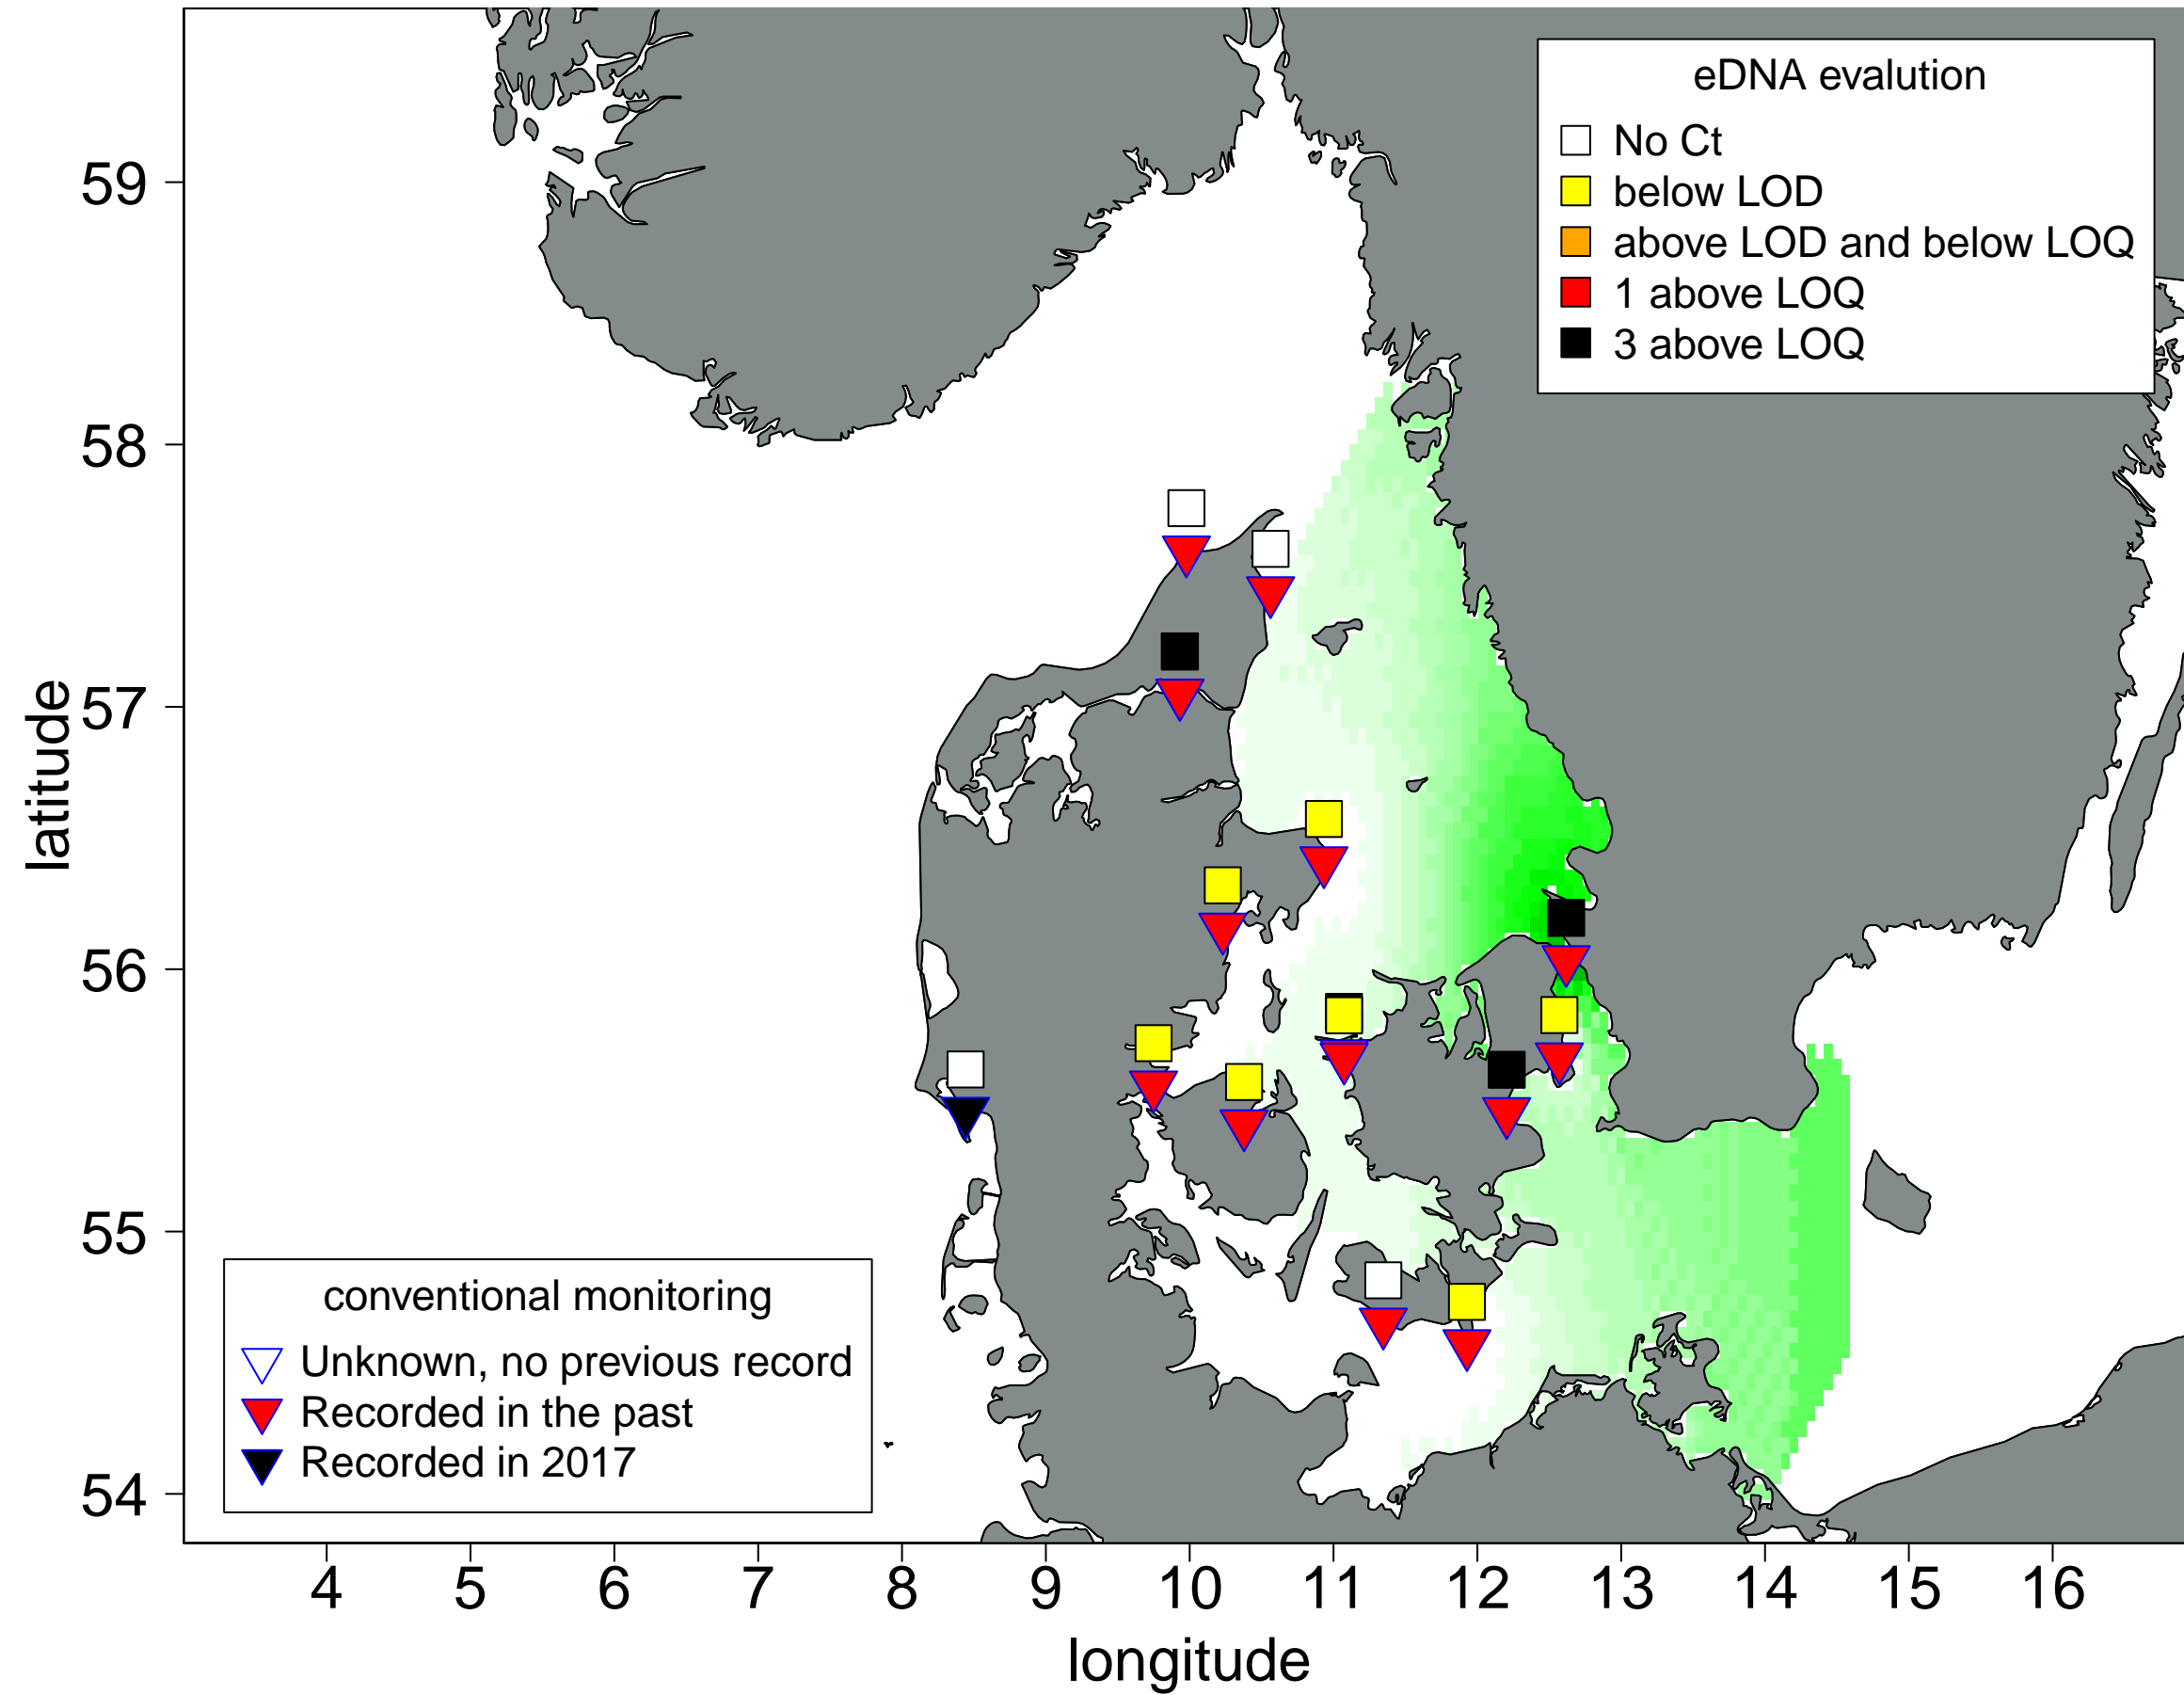 eDNA evalution
No Ct
below LOD
above LOD and below LOQ
1 above LOQ
3 above LOQ
59
58
57
56
55
54
latitude
conventional monitoring
Unknown, no previous record
Recorded in the past
Recorded in 2017
4 5 6 7 8 9 10 11 12 13 14 15 16
longitude